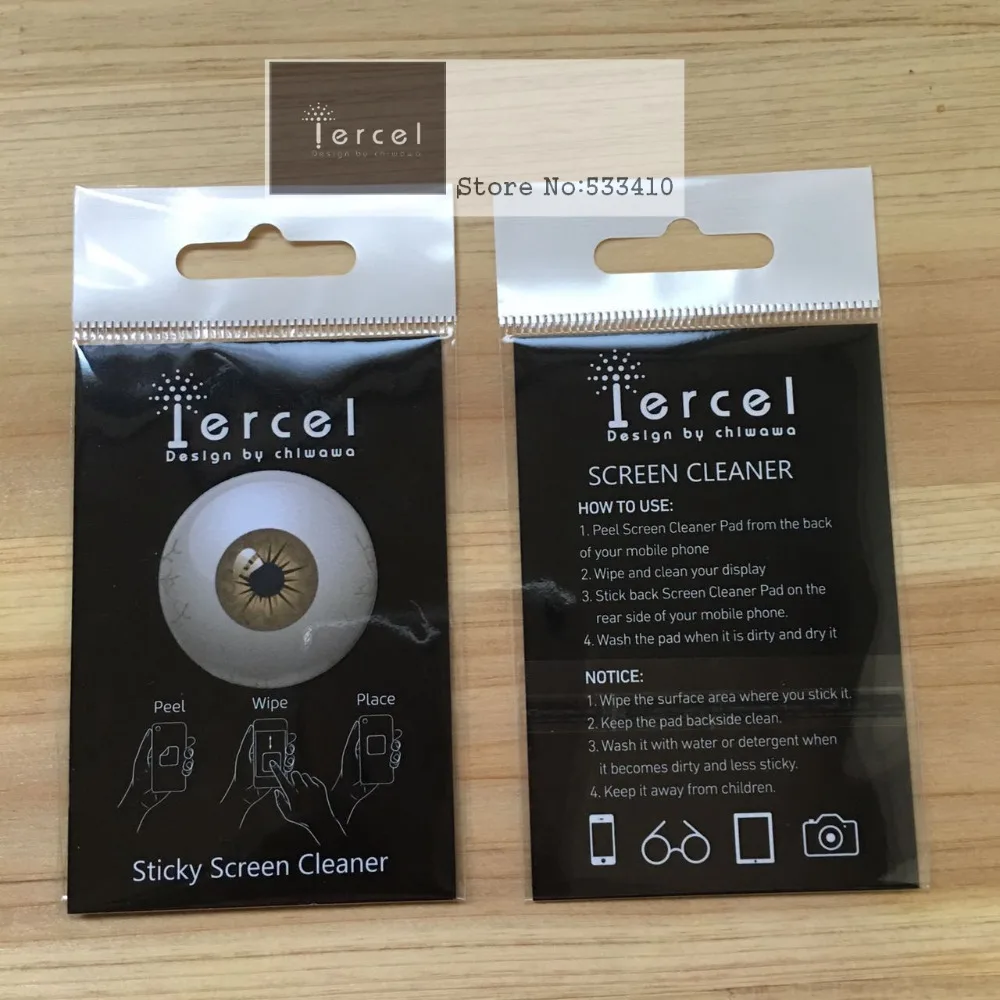 Tercel
Design by chiwawa
Store No:533410
Tercel
Design by chiwawa
Peel
Wipe
Place
Sticky Screen Cleaner
Tercel
Design by chiwawa
SCREEN CLEANER
HOW TO USE:
1. Peel Screen Cleaner Pad from the back
of your mobile phone
2. Wipe and clean your display
3. Stick back Screen Cleaner Pad on the
rear side of your mobile phone.
4. Wash the pad when it is dirty and dry it
NOTICE:
1. Wipe the surface area where you stick it.
2. Keep the pad backside clean.
3. Wash it with water or detergent when
it becomes dirty and less sticky.
4. Keep it away from children.